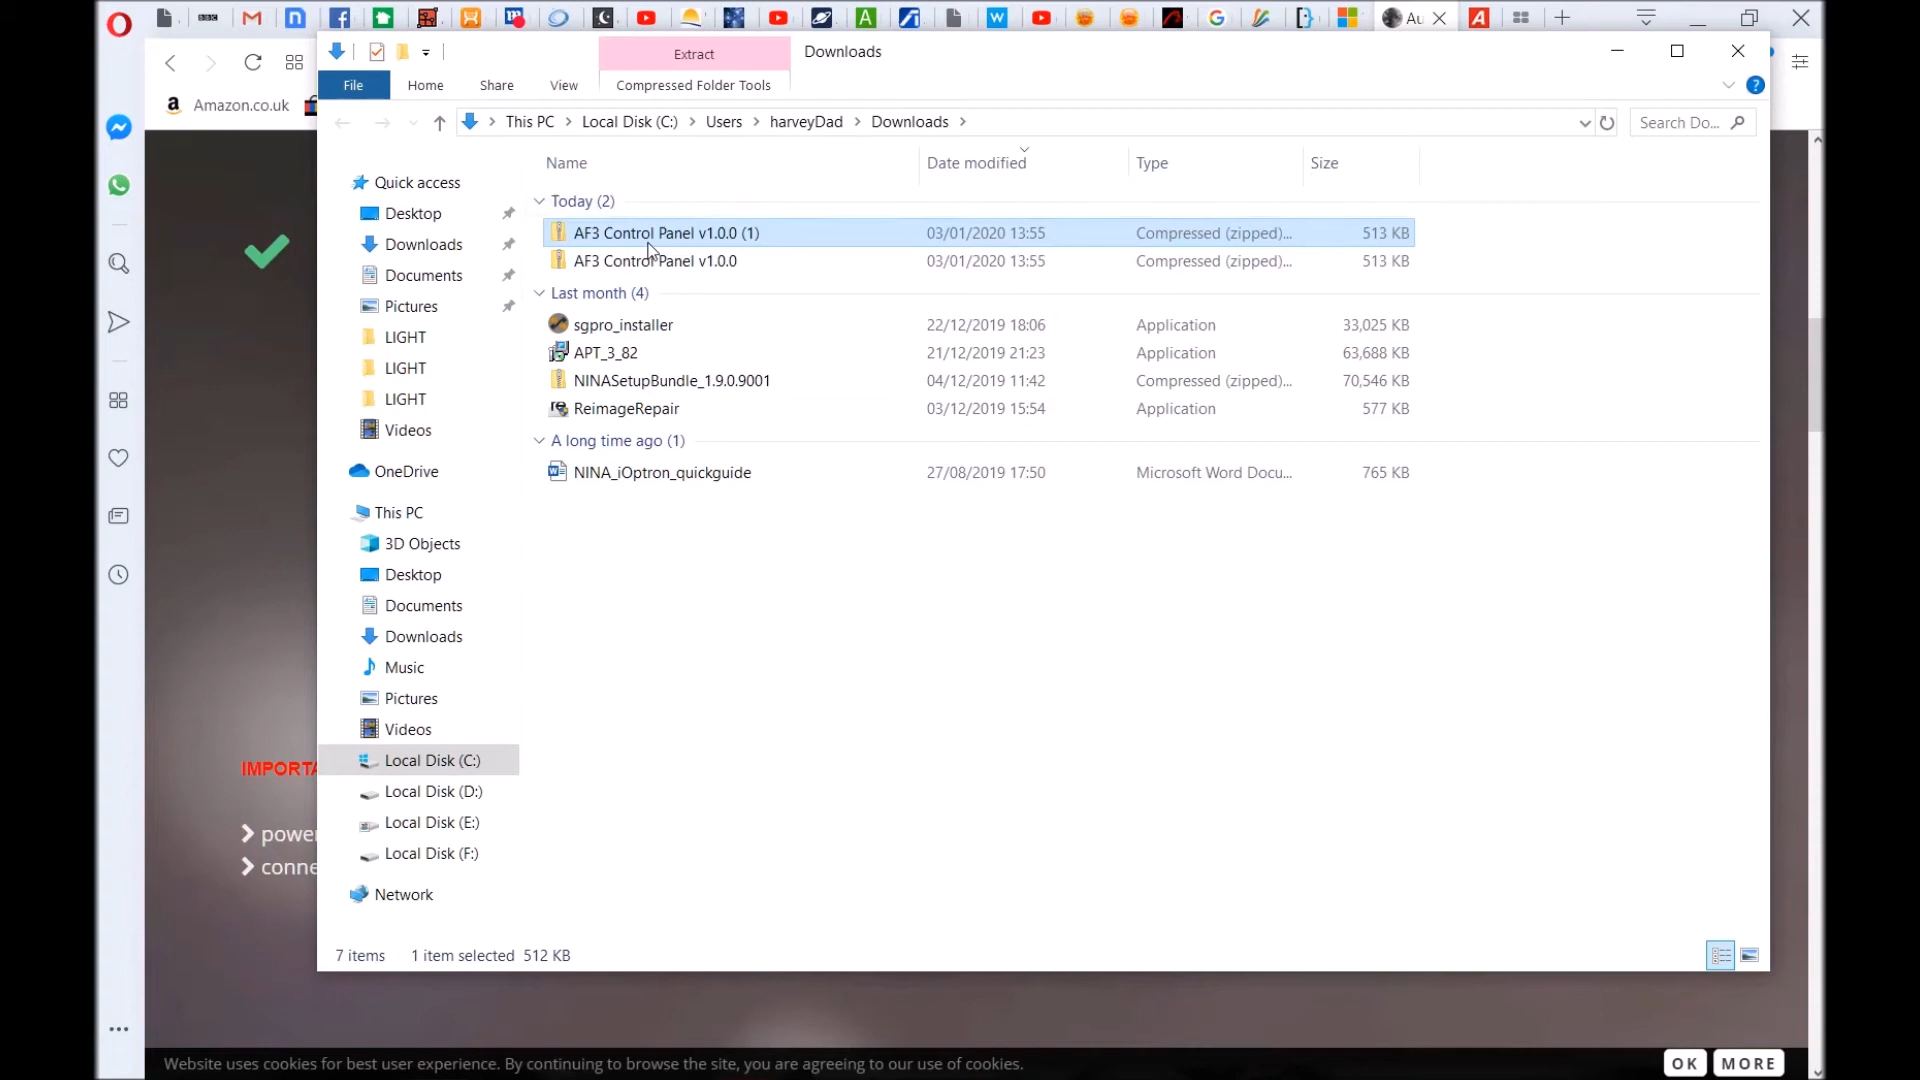 Au
Extract
Downloads
File
Home
Share
View
Compressed Folder Tools
Amazon.co.uk
This PC
Local Disk (C:)
Users
harveyDad
Downloads
Search Do...
Name
Date modified
Type
Size
Quick access
Desktop
Downloads
Documents
Pictures
LIGHT
LIGHT
LIGHT
Videos
OneDrive
This PC
3D Objects
Desktop
Documents
Downloads
Music
Pictures
Videos
Local Disk (C:)
Local Disk (D:)
Local Disk (E:)
Local Disk (F:)
Network
Today (2)
AF3 Control Panel v1.0.0 (1) 03/01/2020 13:55 Compressed (zipped)... 513 KB
AF3 Control Panel v1.0.0 03/01/2020 13:55 Compressed (zipped)... 513 KB
Last month (4)
sgpro_installer 22/12/2019 18:06 Application 33,025 KB
APT_3_82 21/12/2019 21:23 Application 63,688 KB
NINASetupBundle_1.9.0.9001 04/12/2019 11:42 Compressed (zipped)... 70,546 KB
ReimageRepair 03/12/2019 15:54 Application 577 KB
A long time ago (1)
NINA_iOptron_quickguide 27/08/2019 17:50 Microsoft Word Docu... 765 KB
7 items 1 item selected 512 KB
IMPORTA
power
conne
Website uses cookies for best user experience. By continuing to browse the site, you are agreeing to our use of cookies.
OK
MORE